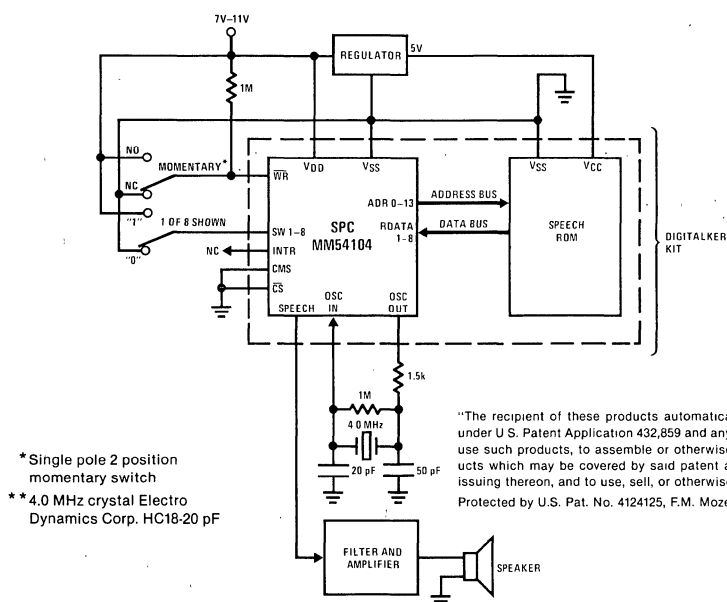 7V–11V
REGULATOR
5V
1M
NO
MOMENTARY*
NC
"1"
1 OF 8 SHOWN
"0"
NC
WR
VDD
VSS
ADR 0-13
SW 1-8
SPC
MM54104
RDATA
1-8
INTR
CMS
CS
SPEECH
OSC
IN
OSC
OUT
ADDRESS BUS
DATA BUS
VSS
VCC
SPEECH
ROM
DIGITALKER
KIT
1.5k
1M
4 0 MHz
20 pF
50 pF
"The recipient of these products automatica
under U S. Patent Application 432,859 and any
use such products, to assemble or otherwise
ucts which may be covered by said patent a
issuing thereon, and to use, sell, or otherwise
Protected by U.S. Pat. No. 4124125, F.M. Moze
*Single pole 2 position
momentary switch
**4.0 MHz crystal Electro
Dynamics Corp. HC18-20 pF
FILTER AND
AMPLIFIER
SPEAKER